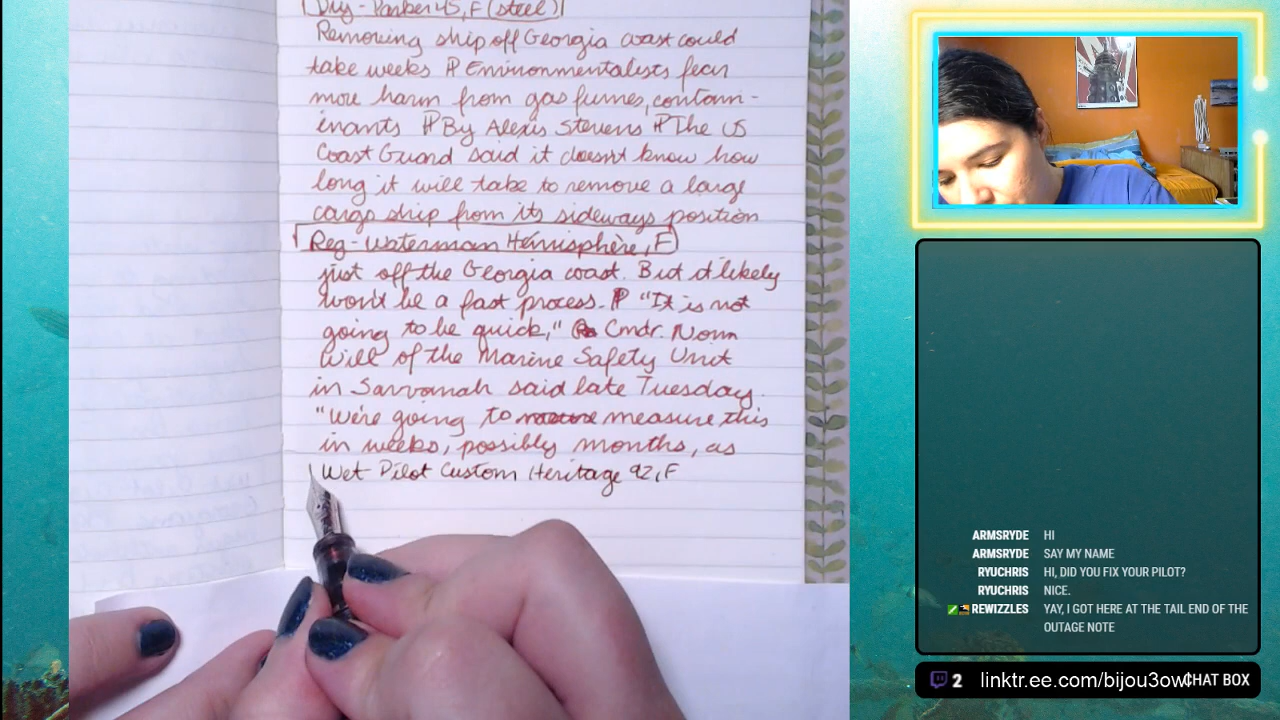 Dry - Parker 45, F (steel)
Removing ship off Georgia coast could
take weeks ¶ Environmentalists fear
more harm from gas fumes, contam-
inants ¶ By Alexis Stevens ¶ The US
Coast Guard said it doesn't know how
long it will take to remove a large
cargo ship from its sideways position
Reg - Waterman Hémisphère, F
just off the Georgia coast. But it likely
won't be a fast process. ¶ "It is not
going to be quick," Cmdr. Norm
Will of the Marine Safety Unit
in Savannah said late Tuesday.
"We're going to measure this
in weeks, possibly months, as
Wet Pilot Custom Heritage 92, F
ARMSRYDE HI
ARMSRYDE SAY MY NAME
RYUCHRIS HI, DID YOU FIX YOUR PILOT?
RYUCHRIS NICE.
REWIZZLES YAY, I GOT HERE AT THE TAIL END OF THE
OUTAGE NOTE
2 linktr.ee.com/bijou3owl CHAT BOX